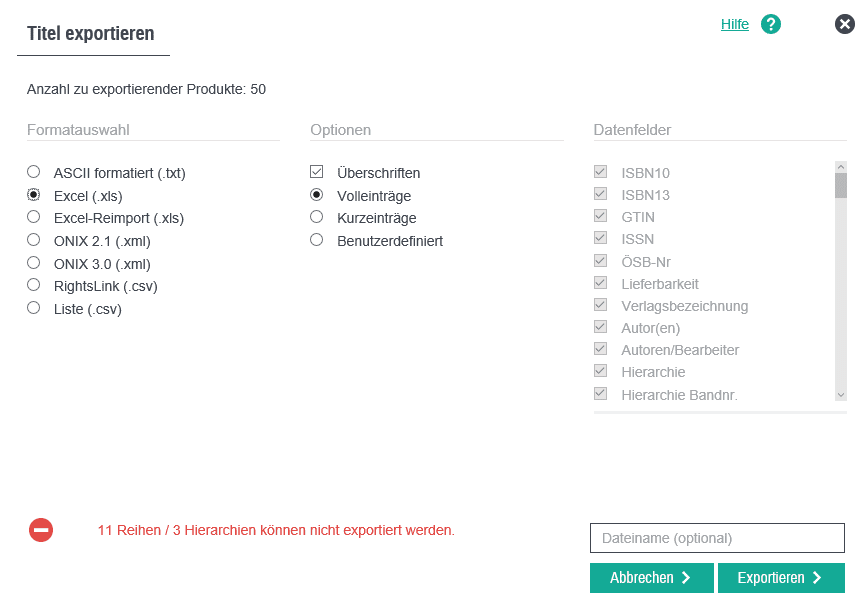 Titel exportieren
Hilfe ?
Anzahl zu exportierender Produkte: 50
Formatauswahl
ASCII formatiert (.txt)
Excel (.xls)
Excel-Reimport (.xls)
ONIX 2.1 (.xml)
ONIX 3.0 (.xml)
RightsLink (.csv)
Liste (.csv)
Optionen
Überschriften
Volleinträge
Kurzeinträge
Benutzerdefiniert
Datenfelder
ISBN10
ISBN13
GTIN
ISSN
ÖSB-Nr
Lieferbarkeit
Verlagsbezeichnung
Autor(en)
Autoren/Bearbeiter
Hierarchie
Hierarchie Bandnr.
11 Reihen / 3 Hierarchien können nicht exportiert werden.
Dateiname (optional)
Abbrechen
Exportieren